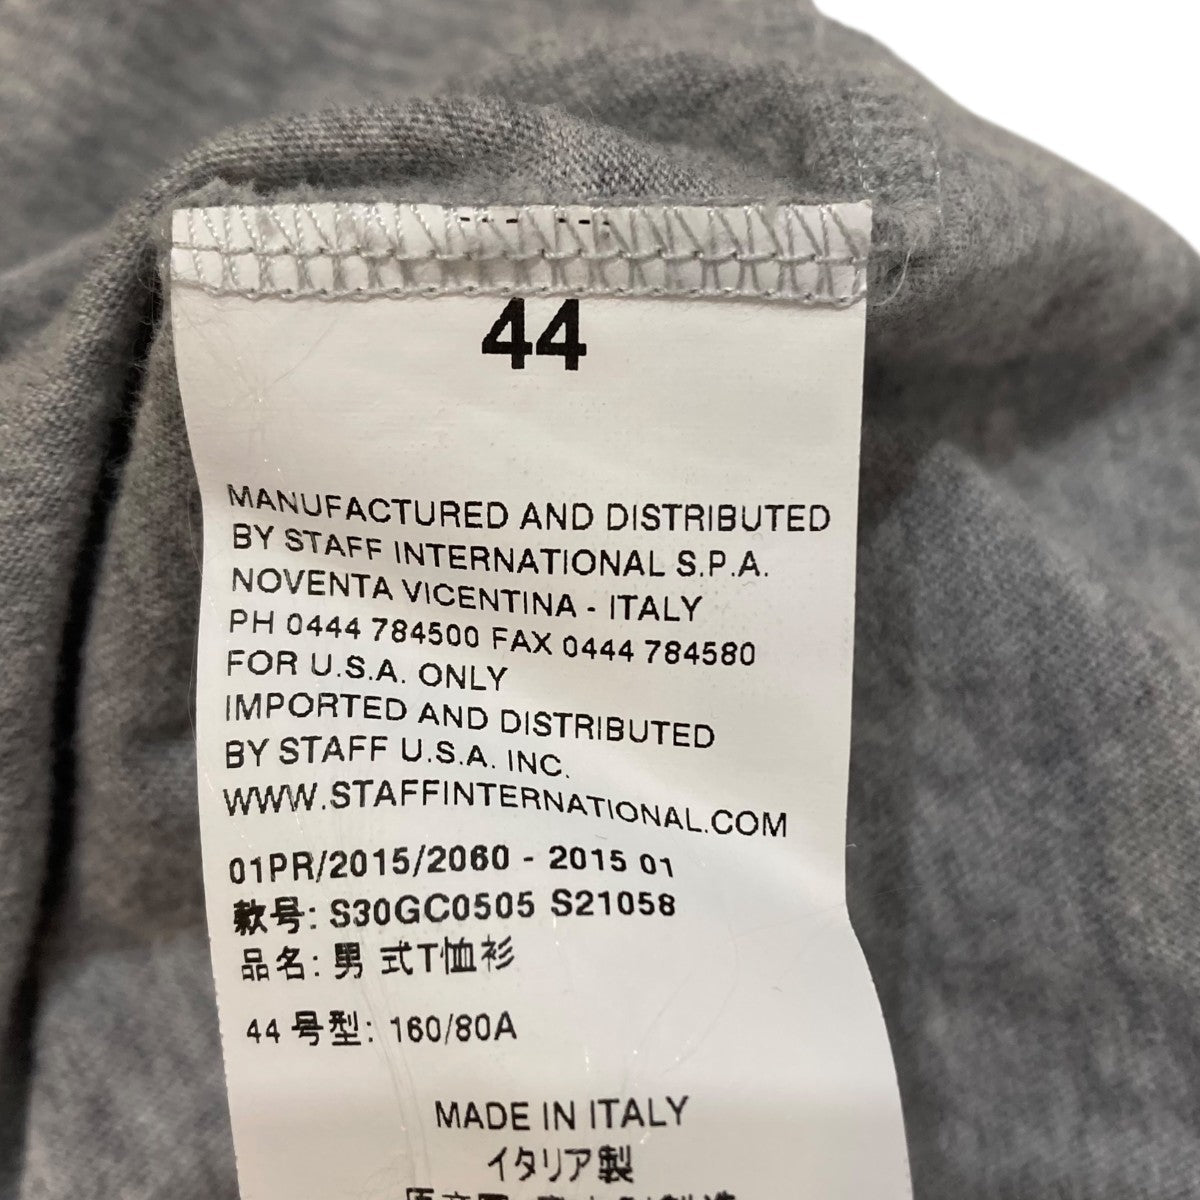 44
MANUFACTURED AND DISTRIBUTED
BY STAFF INTERNATIONAL S.P.A.
NOVENTA VICENTINA - ITALY
PH 0444 784500 FAX 0444 784580
FOR U.S.A. ONLY
IMPORTED AND DISTRIBUTED
BY STAFF U.S.A. INC.
WWW.STAFFINTERNATIONAL.COM
01PR/2015/2060 - 2015 01
款号: S30GC0505 S21058
品名: 男 式T恤衫
44 号型: 160/80A
MADE IN ITALY
イタリア製